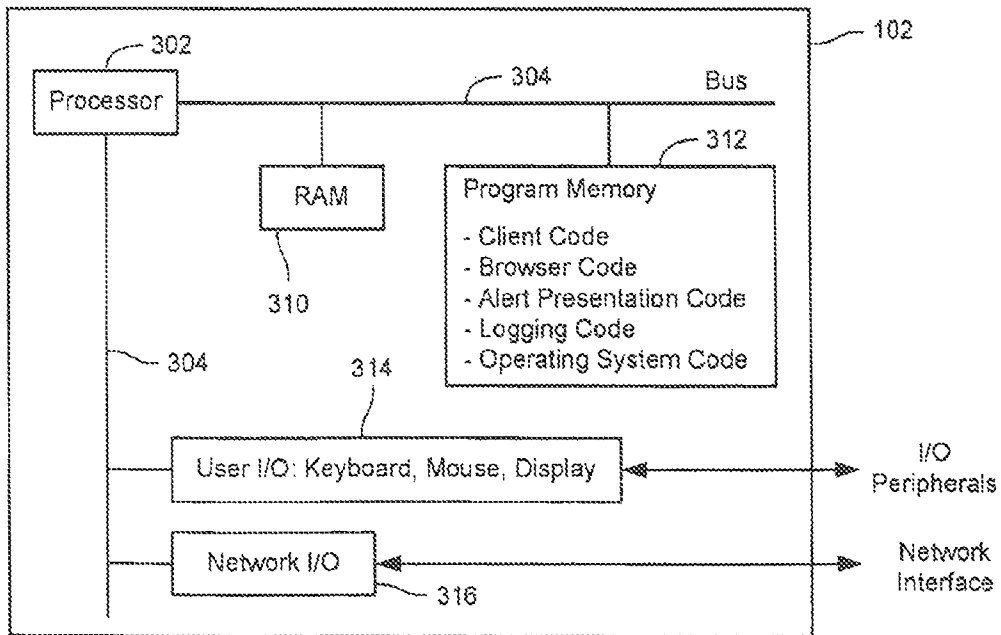 102
302
Processor
304
Bus
RAM
310
312
Program Memory
- Client Code
- Browser Code
- Alert Presentation Code
- Logging Code
- Operating System Code
304
314
User I/O: Keyboard, Mouse, Display
I/O
Peripherals
Network I/O
316
Network
Interface